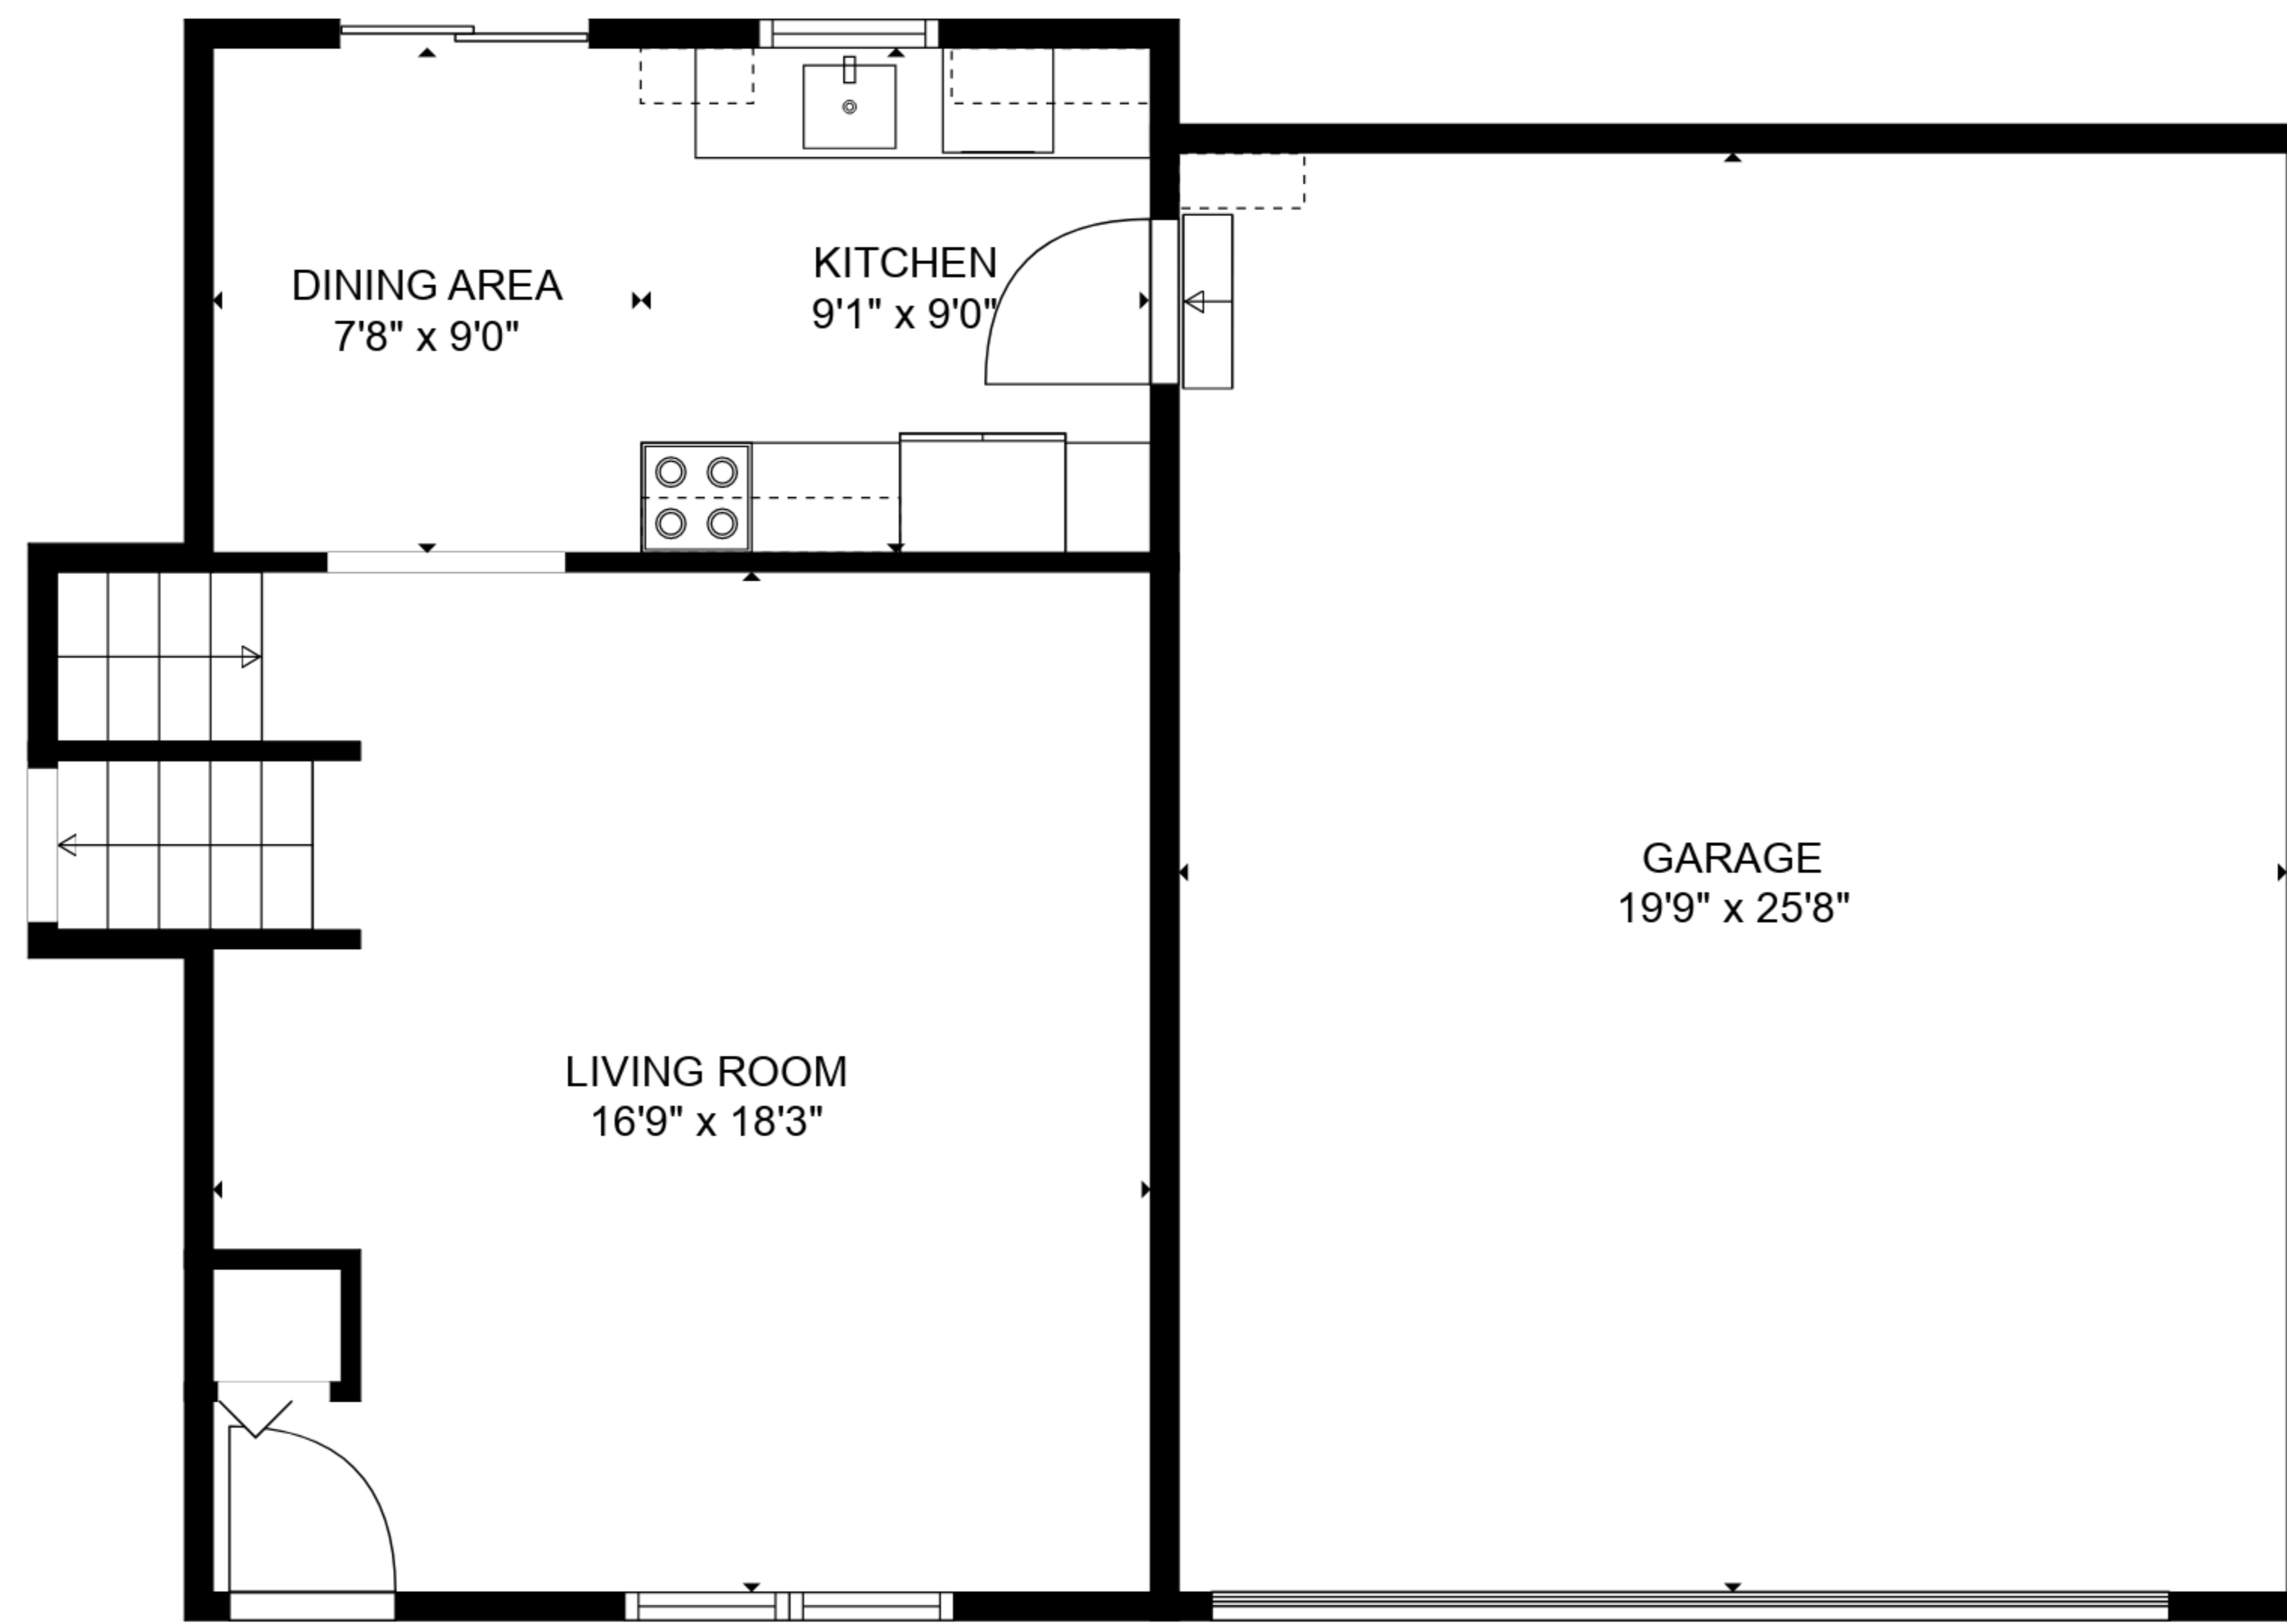 DINING AREA
7'8" x 9'0"
KITCHEN
9'1" x 9'0"
GARAGE
19'9" x 25'8"
LIVING ROOM
16'9" x 18'3"